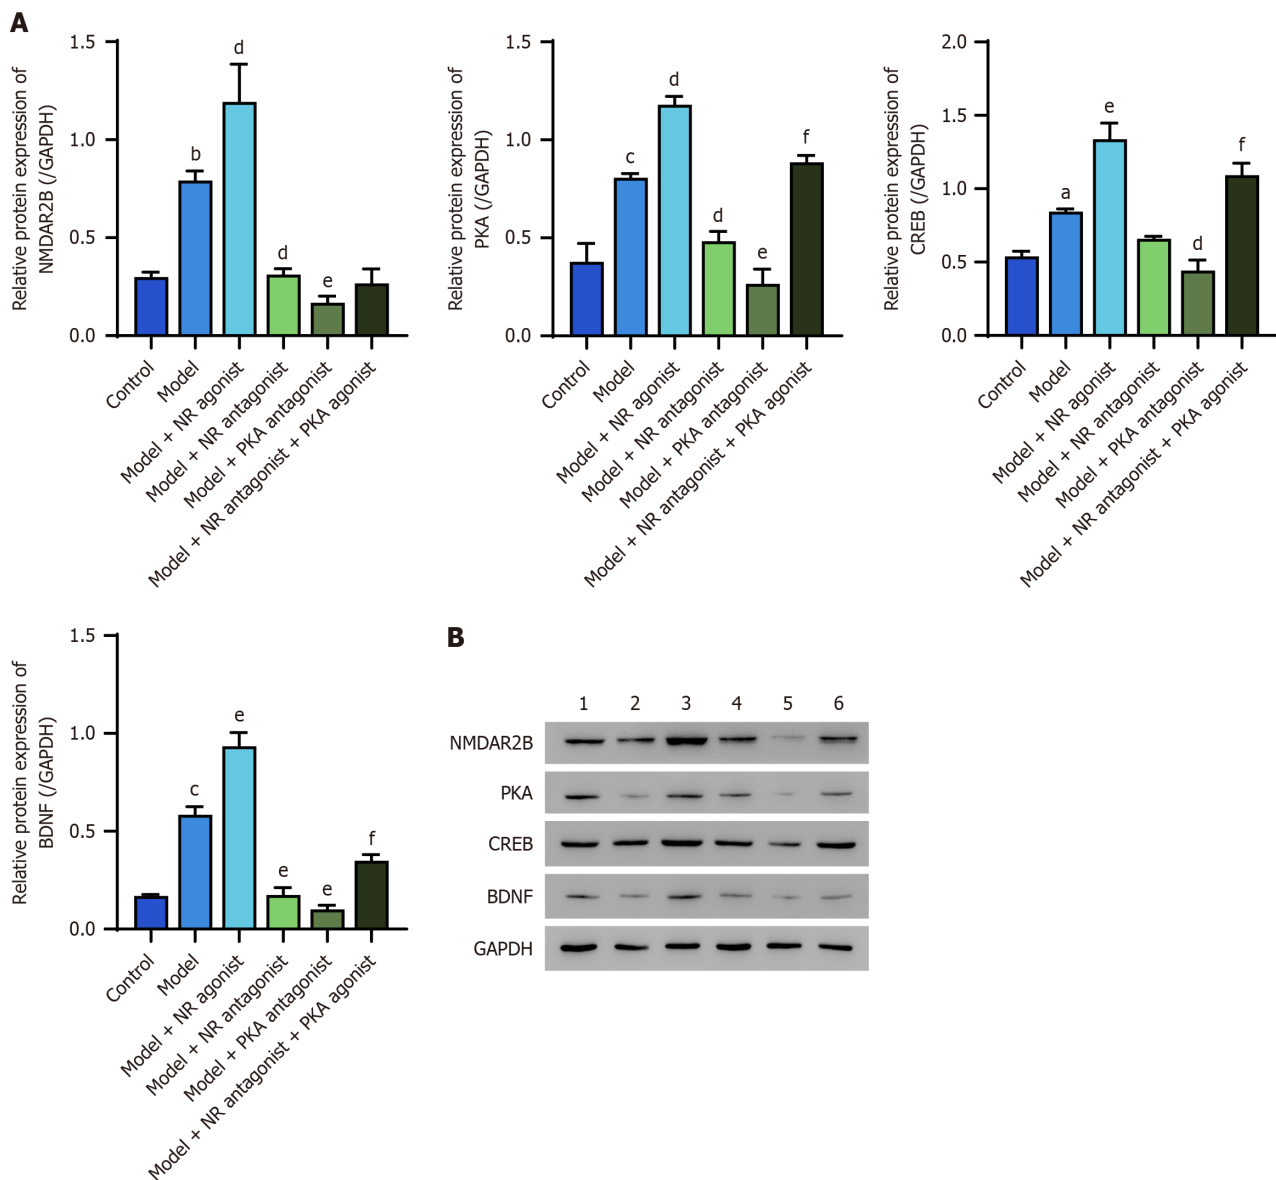 A
Relative protein expression of
NMDAR2B (/GAPDH)
1.5
1.0
0.5
0.0
b
d
d
e
Control
Model
Model + NR agonist
Model + NR antagonist
Model + PKA antagonist
Model + NR antagonist + PKA agonist
Relative protein expression of
PKA (/GAPDH)
1.5
1.0
0.5
0.0
c
d
d
e
f
Control
Model
Model + NR agonist
Model + NR antagonist
Model + PKA antagonist
Model + NR antagonist + PKA agonist
Relative protein expression of
CREB (/GAPDH)
2.0
1.5
1.0
0.5
0.0
a
e
d
f
Control
Model
Model + NR agonist
Model + NR antagonist
Model + PKA antagonist
Model + NR antagonist + PKA agonist
Relative protein expression of
BDNF (/GAPDH)
1.5
1.0
0.5
0.0
c
e
e
e
f
Control
Model
Model + NR agonist
Model + NR antagonist
Model + PKA antagonist
Model + NR antagonist + PKA agonist
B
1 2 3 4 5 6
NMDAR2B
PKA
CREB
BDNF
GAPDH